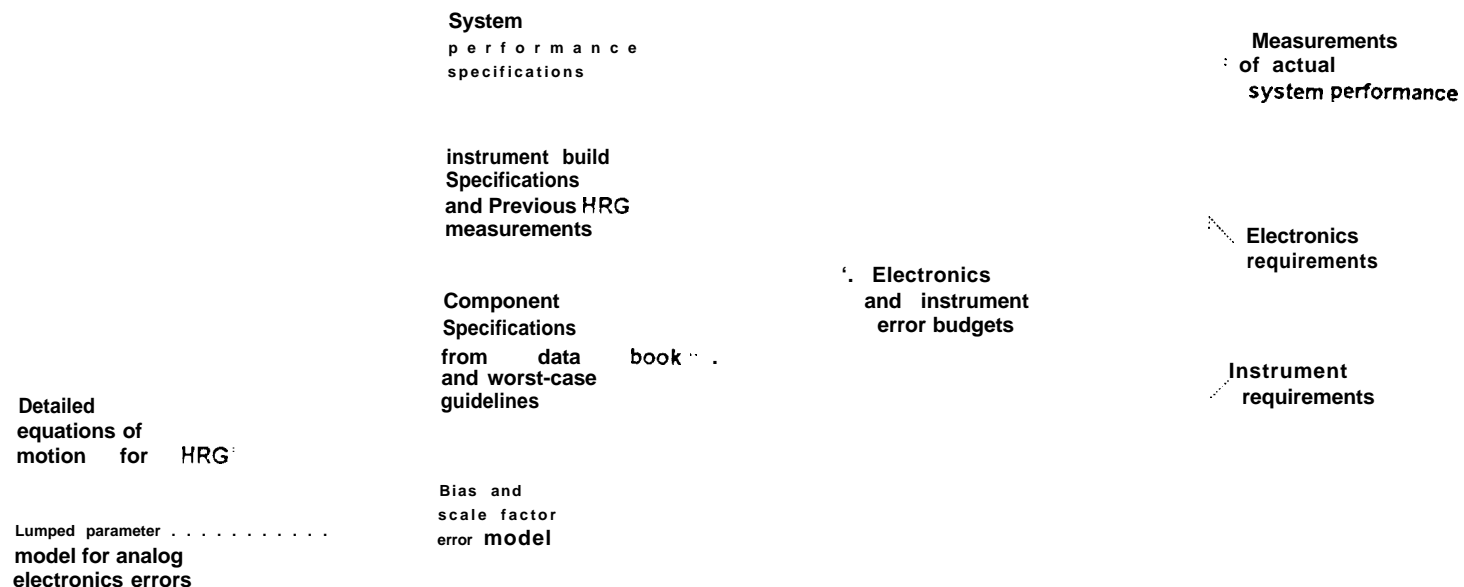 System
performance
specifications
Measurements
of actual
system performance
instrument build
Specifications
and Previous HRG
measurements
Electronics
requirements
Electronics
and instrument
error budgets
Component
Specifications
from data book
and worst-case
guidelines
Instrument
requirements
Detailed
equations of
motion for HRG
Bias and
scale factor
error model
Lumped parameter . . . . . . . . . . .
model for analog
electronics errors